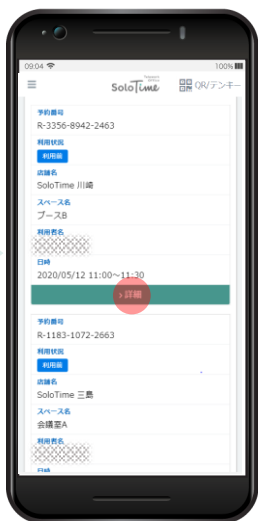 09:04
100%
Telework
Office
SoloTime
QR/テンキー
予約番号
R-3356-8942-2463
利用状況
利用前
店舗名
SoloTime 川崎
スペース名
ブースB
利用者名
日時
2020/05/12 11:00～11:30
›詳細
予約番号
R-1183-1072-2663
利用状況
利用前
店舗名
SoloTime 三島
スペース名
会議室A
利用者名
日時